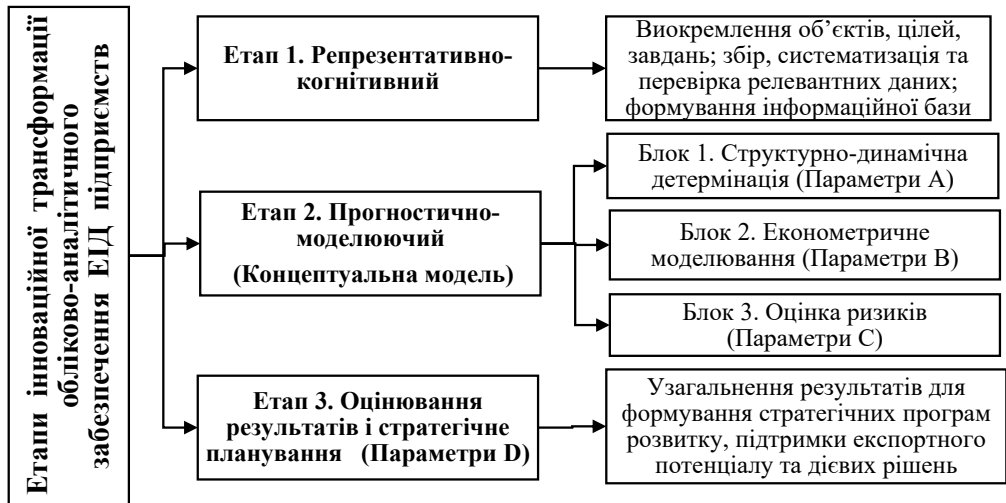 Етапи інноваційної трансформації
обліково-аналітичного
забезпечення ЕІД підприємств
Етап 1. Репрезентативно-
когнітивний
Виокремлення об’єктів, цілей,
завдань; збір, систематизація та
перевірка релевантних даних;
формування інформаційної бази
Етап 2. Прогностично-
моделюючий
(Концептуальна модель)
Блок 1. Структурно-динамічна
детермінація (Параметри А)
Блок 2. Економетричне
моделювання (Параметри В)
Блок 3. Оцінка ризиків
(Параметри С)
Етап 3. Оцінювання
результатів і стратегічне
планування (Параметри D)
Узагальнення результатів для
формування стратегічних програм
розвитку, підтримки експортного
потенціалу та дієвих рішень